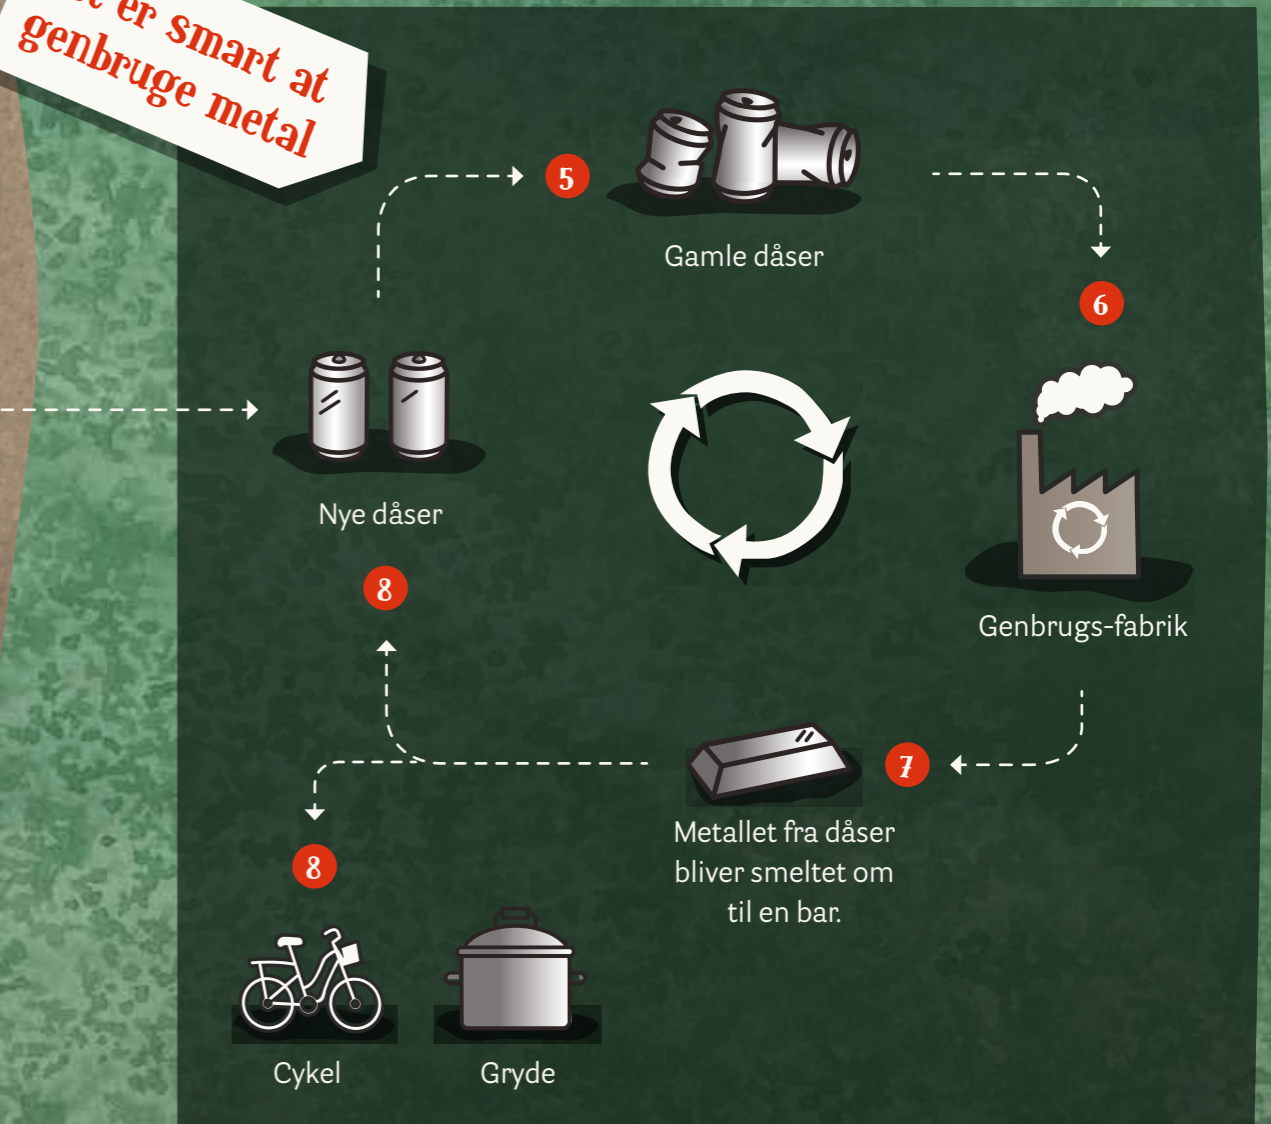 er smart at
genbruge metal
5
Gamle dåser
6
Nye dåser
Genbrugs-fabrik
8
7
Metallet fra dåser
bliver smeltet om
til en bar.
8
Cykel
Gryde